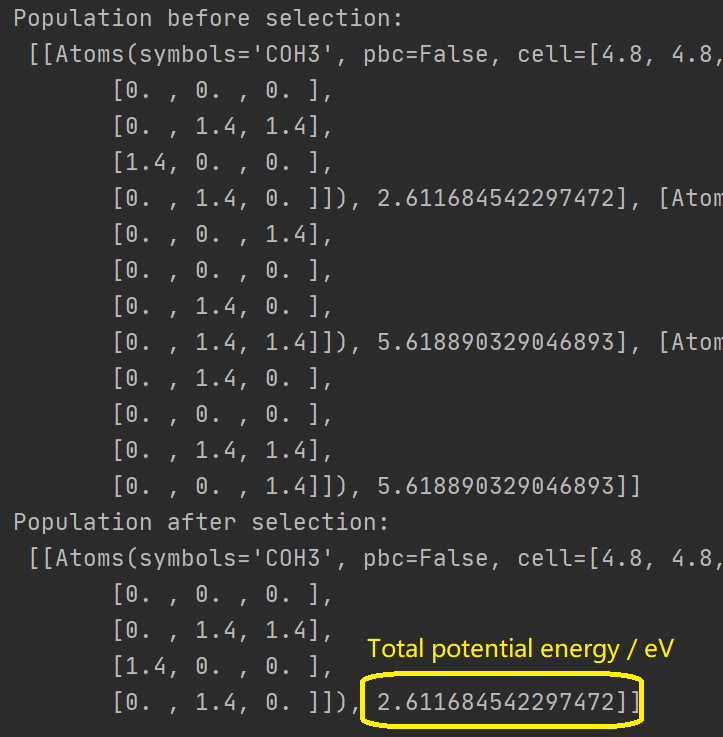 Population before selection:
[[Atoms(symbols='COH3', pbc=False, cell=[4.8, 4.8,
[0. , 0. , 0. ],
[0. , 1.4, 1.4],
[1.4, 0. , 0. ],
[0. , 1.4, 0. ]]), 2.611684542297472], [Atom
[0. , 0. , 1.4],
[0. , 0. , 0. ],
[0. , 1.4, 0. ],
[0. , 1.4, 1.4]]), 5.618890329046893], [Atom
[0. , 1.4, 0. ],
[0. , 0. , 0. ],
[0. , 1.4, 1.4],
[0. , 0. , 1.4]]), 5.618890329046893]]
Population after selection:
[[Atoms(symbols='COH3', pbc=False, cell=[4.8, 4.8,
[0. , 0. , 0. ],
[0. , 1.4, 1.4],
[1.4, 0. , 0. ],
Total potential energy / eV
[0. , 1.4, 0. ]]), 2.611684542297472]]